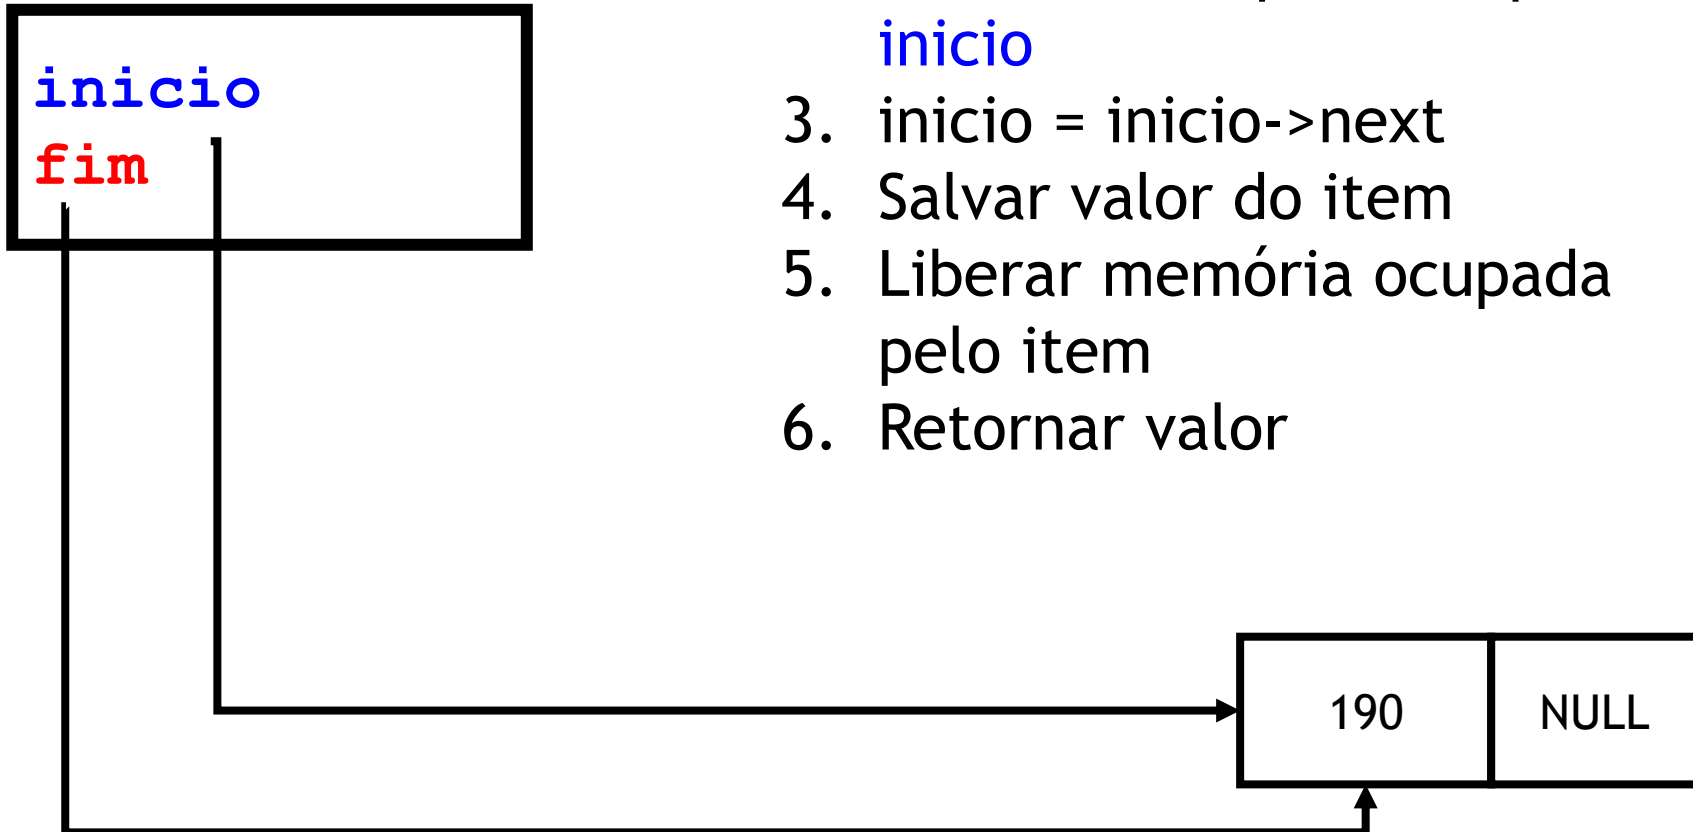 inicio
fim
inicio
3. inicio = inicio->next
4. Salvar valor do item
5. Liberar memória ocupada
pelo item
6. Retornar valor
190 NULL